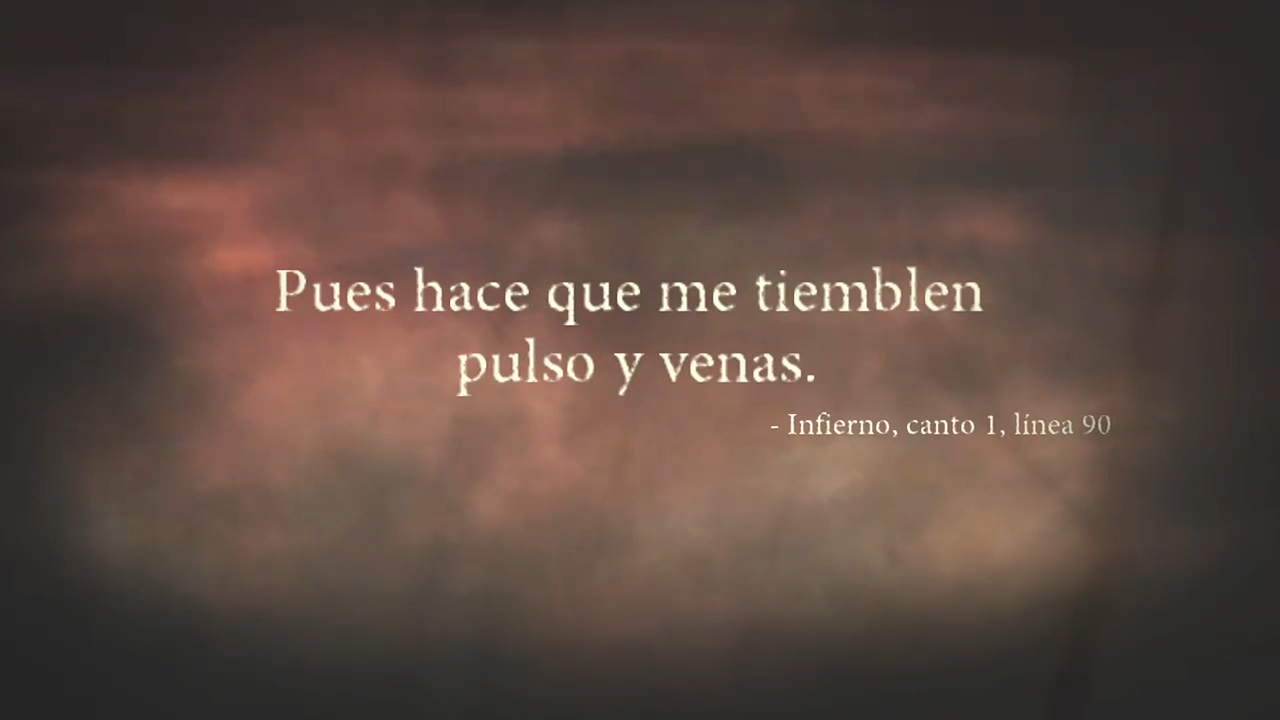 Pues hace que me tiemblen
pulso y venas.
- Infierno, canto 1, línea 90